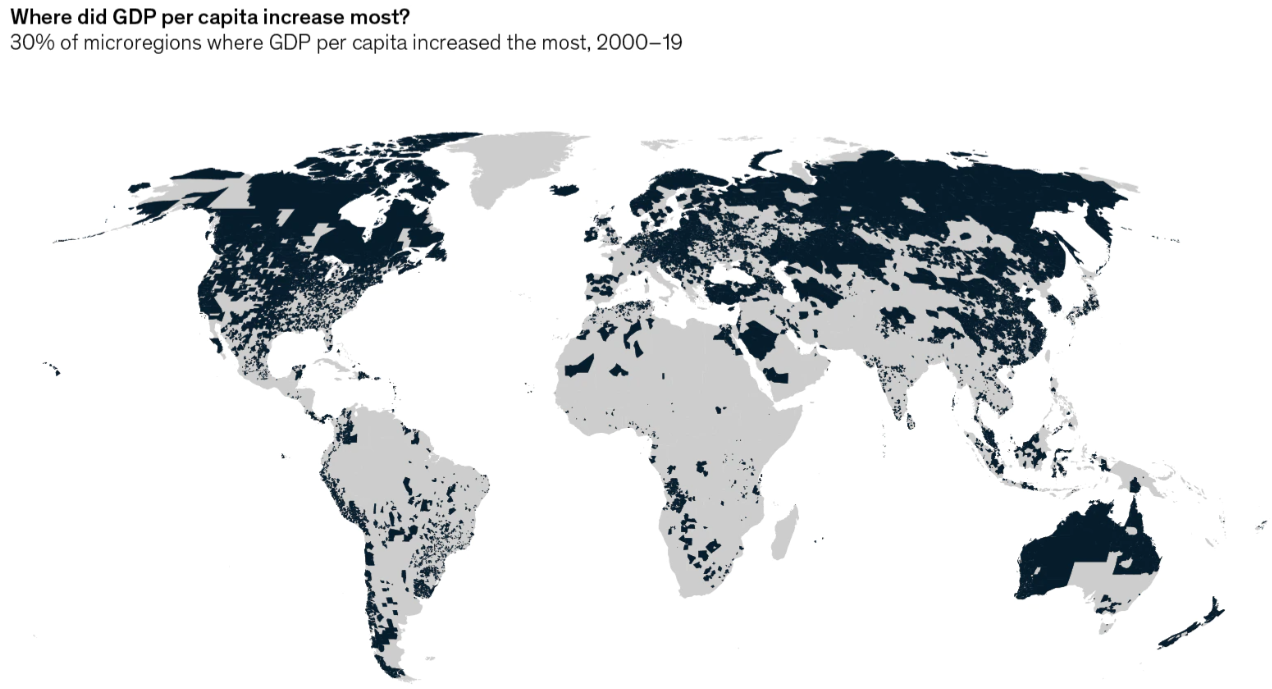 Where did GDP per capita increase most?
30% of microregions where GDP per capita increased the most, 2000–19